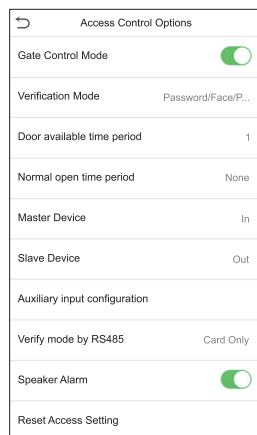 Access Control Options
Gate Control Mode
Verification Mode Password/Face/P...
Door available time period 1
Normal open time period None
Master Device In
Slave Device Out
Auxiliary input configuration
Verify mode by RS485 Card Only
Speaker Alarm
Reset Access Setting